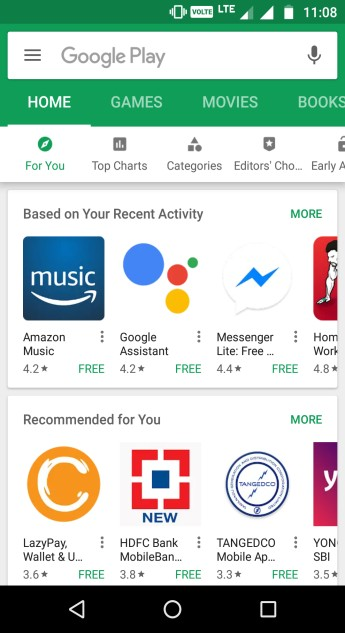 VOLTE LTE 11:08
Google Play
HOME GAMES MOVIES BOOKS
For You Top Charts Categories Editors' Cho... Early A
Based on Your Recent Activity MORE
music
Amazon Music
4.2★ FREE
Google Assistant
4.2★ FREE
Messenger Lite: Free ...
4.4★ FREE
Hom
Work
4.8★
Recommended for You MORE
LazyPay, Wallet & U...
3.6★ FREE
NEW
HDFC Bank MobileBan...
3.8★ FREE
TANGEDCO
TANGEDCO Mobile Ap...
3.3★ FREE
Y
YON
SBI
3.5★